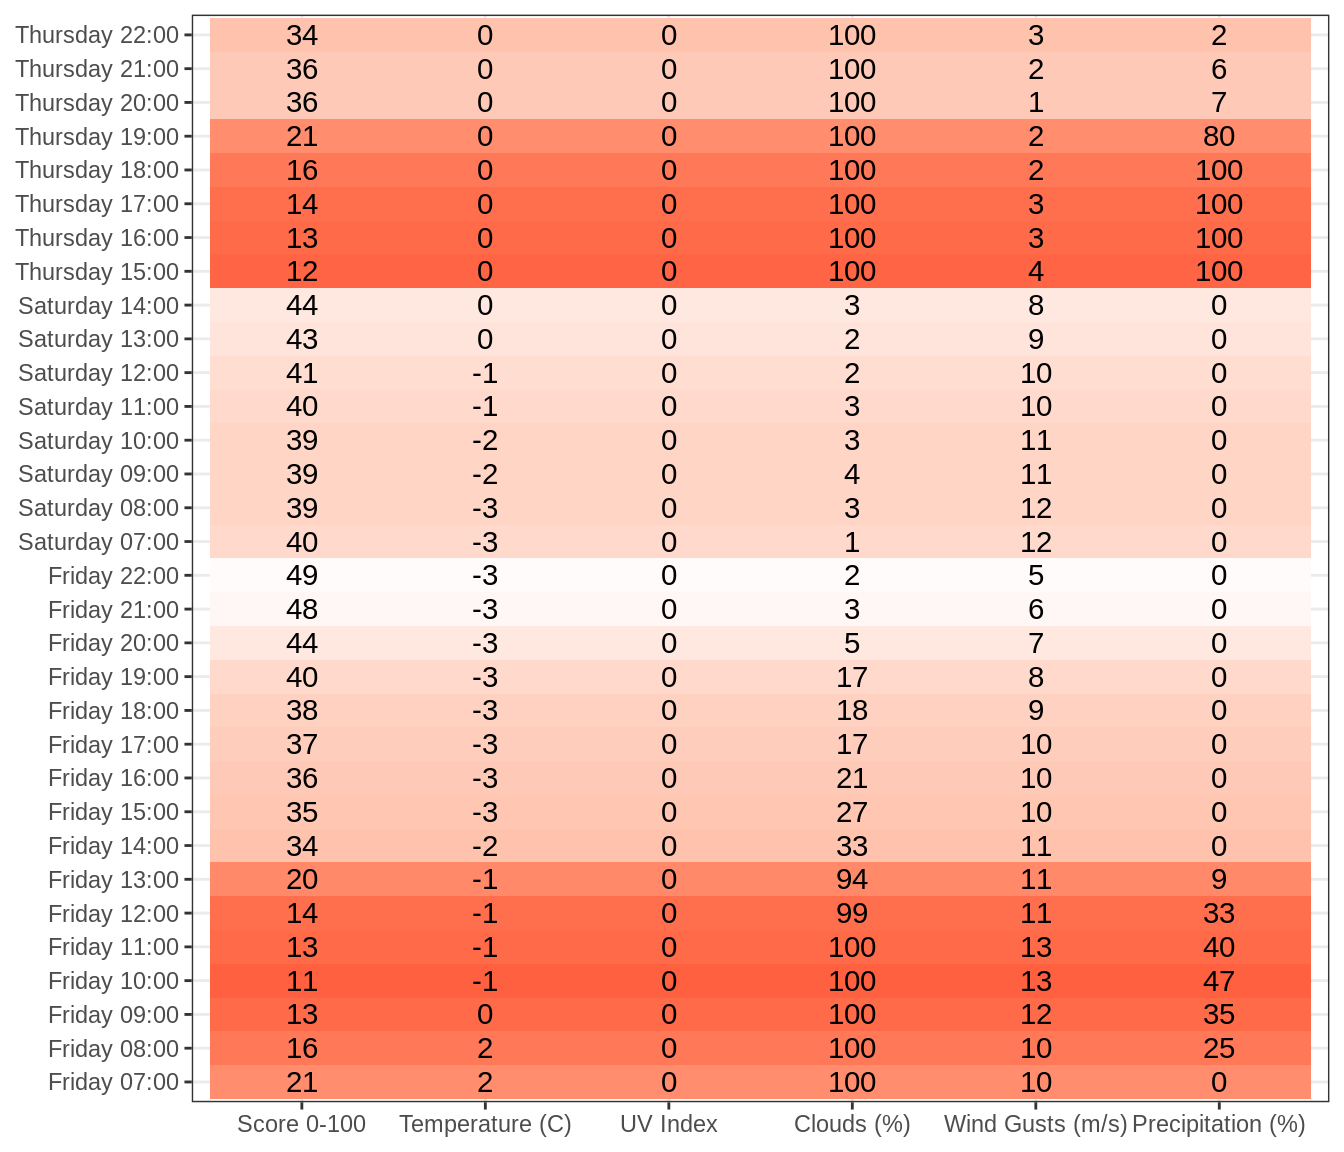 Thursday 22:00 34 0 0 100 3 2
Thursday 21:00 36 0 0 100 2 6
Thursday 20:00 36 0 0 100 1 7
Thursday 19:00 21 0 0 100 2 80
Thursday 18:00 16 0 0 100 2 100
Thursday 17:00 14 0 0 100 3 100
Thursday 16:00 13 0 0 100 3 100
Thursday 15:00 12 0 0 100 4 100
Saturday 14:00 44 0 0 3 8 0
Saturday 13:00 43 0 0 2 9 0
Saturday 12:00 41 -1 0 2 10 0
Saturday 11:00 40 -1 0 3 10 0
Saturday 10:00 39 -2 0 3 11 0
Saturday 09:00 39 -2 0 4 11 0
Saturday 08:00 39 -3 0 3 12 0
Saturday 07:00 40 -3 0 1 12 0
Friday 22:00 49 -3 0 2 5 0
Friday 21:00 48 -3 0 3 6 0
Friday 20:00 44 -3 0 5 7 0
Friday 19:00 40 -3 0 17 8 0
Friday 18:00 38 -3 0 18 9 0
Friday 17:00 37 -3 0 17 10 0
Friday 16:00 36 -3 0 21 10 0
Friday 15:00 35 -3 0 27 10 0
Friday 14:00 34 -2 0 33 11 0
Friday 13:00 20 -1 0 94 11 9
Friday 12:00 14 -1 0 99 11 33
Friday 11:00 13 -1 0 100 13 40
Friday 10:00 11 -1 0 100 13 47
Friday 09:00 13 0 0 100 12 35
Friday 08:00 16 2 0 100 10 25
Friday 07:00 21 2 0 100 10 0
Score 0-100 Temperature (C) UV Index Clouds (%) Wind Gusts (m/s) Precipitation (%)